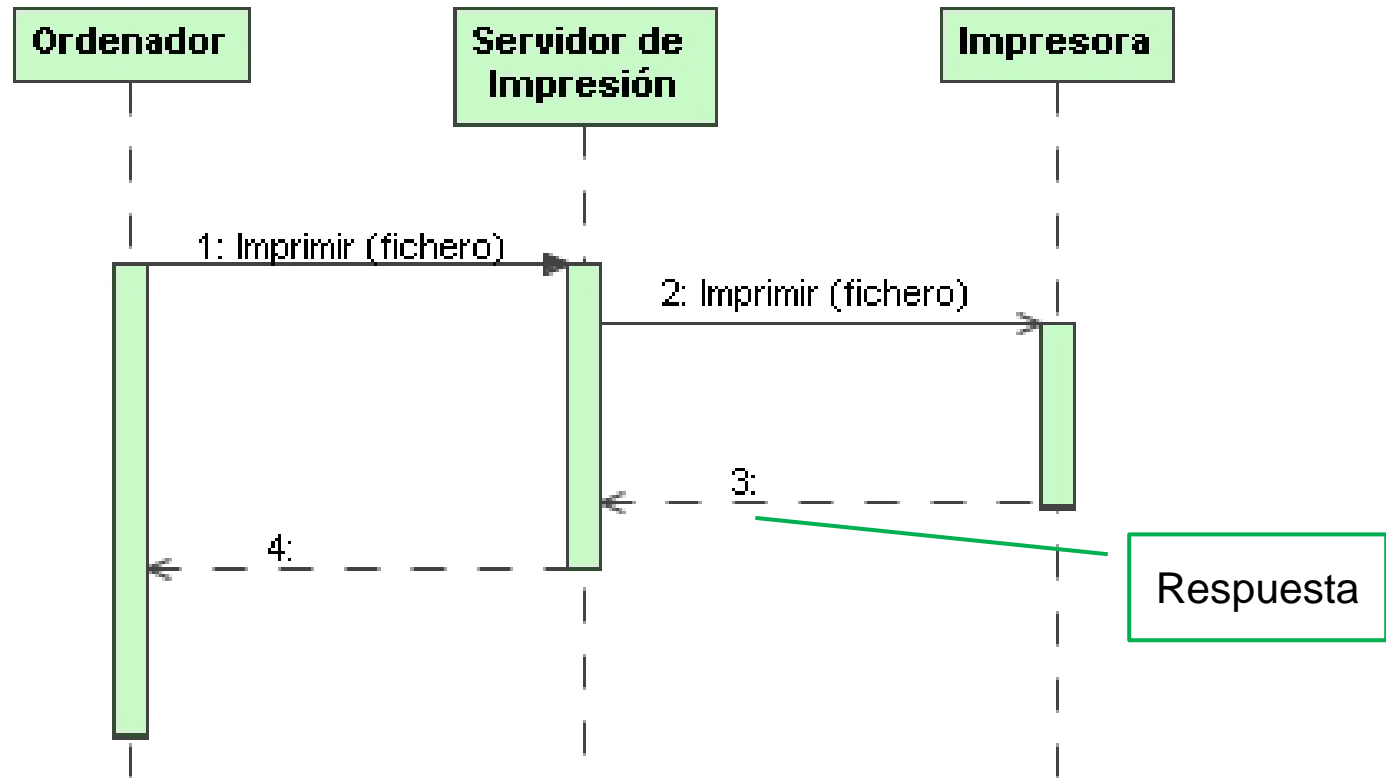 Ordenador
Servidor de
Impresión
Impresora
1: Imprimir (fichero)
2: Imprimir (fichero)
3:
4:
Respuesta